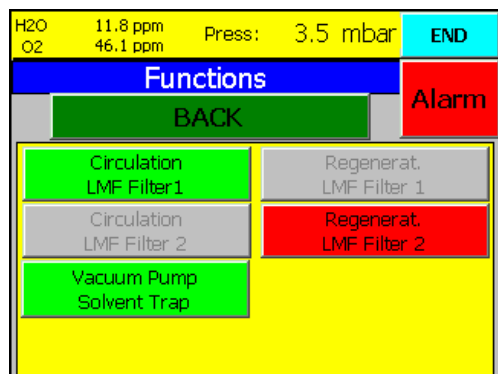 H2O 11.8 ppm Press: 3.5 mbar END
O2 46.1 ppm
Functions
Alarm
BACK
Circulation
LMF Filter1
Regenerat.
LMF Filter 1
Circulation
LMF Filter 2
Regenerat.
LMF Filter 2
Vacuum Pump
Solvent Trap